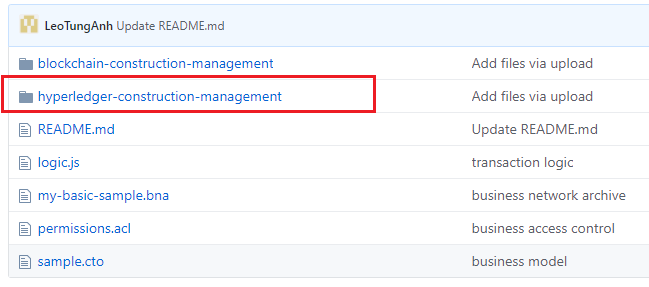 LeoTungAnh Update README.md
blockchain-construction-management Add files via upload
hyperledger-construction-management Add files via upload
README.md Update README.md
logic.js transaction logic
my-basic-sample.bna business network archive
permissions.acl business access control
sample.cto business model